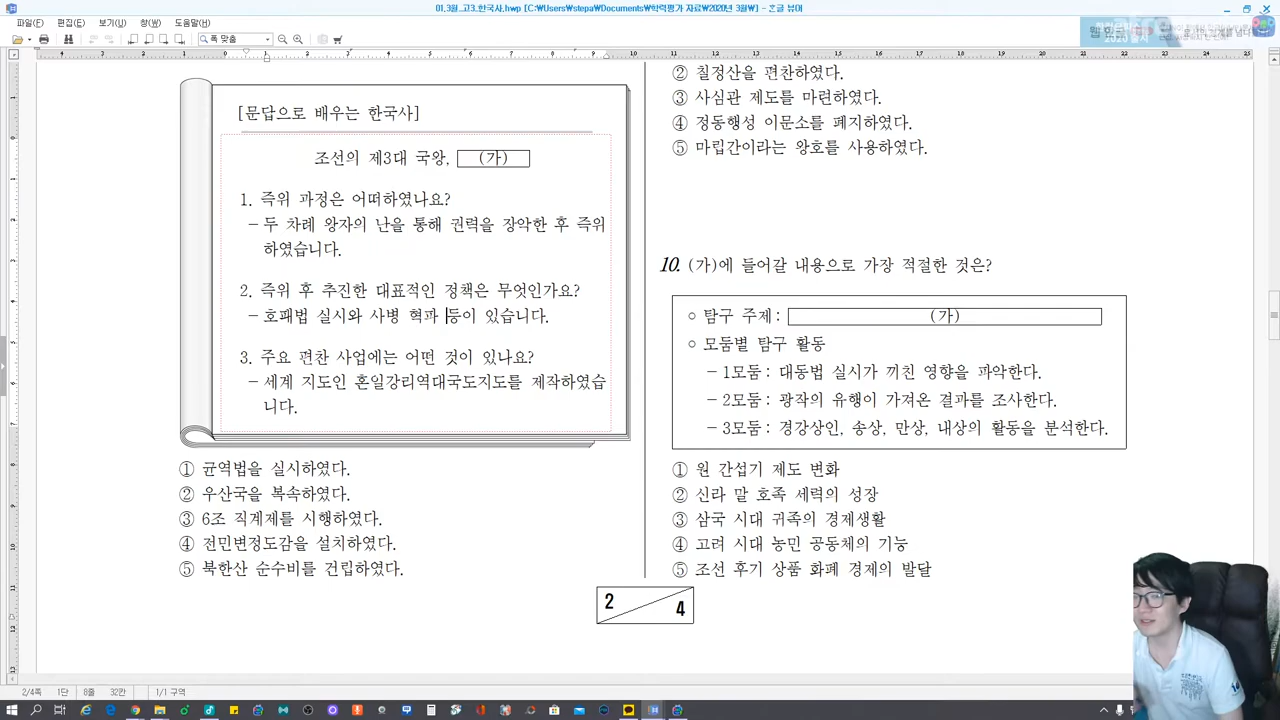 01.3월_고3.한국사.hwp [C:\Users\stepa\Documents\학력평가 자료\2020년 3월\] - 한글 뷰어
파일(F) 편집(E) 보기(U) 창(W) 도움말(H)
폭 맞춤
[문답으로 배우는 한국사]
조선의 제3대 국왕, (가)
1. 즉위 과정은 어떠하였나요?
- 두 차례 왕자의 난을 통해 권력을 장악한 후 즉위
하였습니다.
2. 즉위 후 추진한 대표적인 정책은 무엇인가요?
- 호패법 실시와 사병 혁파 등이 있습니다.
3. 주요 편찬 사업에는 어떤 것이 있나요?
- 세계 지도인 혼일강리역대국도지도를 제작하였습
니다.
① 균역법을 실시하였다.
② 우산국을 복속하였다.
③ 6조 직계제를 시행하였다.
④ 전민변정도감을 설치하였다.
⑤ 북한산 순수비를 건립하였다.
② 칠정산을 편찬하였다.
③ 사심관 제도를 마련하였다.
④ 정동행성 이문소를 폐지하였다.
⑤ 마립간이라는 왕호를 사용하였다.
10. (가)에 들어갈 내용으로 가장 적절한 것은?
○ 탐구 주제 : (가)
○ 모둠별 탐구 활동
- 1모둠 : 대동법 실시가 끼친 영향을 파악한다.
- 2모둠 : 광작의 유행이 가져온 결과를 조사한다.
- 3모둠 : 경강상인, 송상, 만상, 내상의 활동을 분석한다.
① 원 간섭기 제도 변화
② 신라 말 호족 세력의 성장
③ 삼국 시대 귀족의 경제생활
④ 고려 시대 농민 공동체의 기능
⑤ 조선 후기 상품 화폐 경제의 발달
2 4
2/4쪽 1단 8줄 32칸 1/1 구역